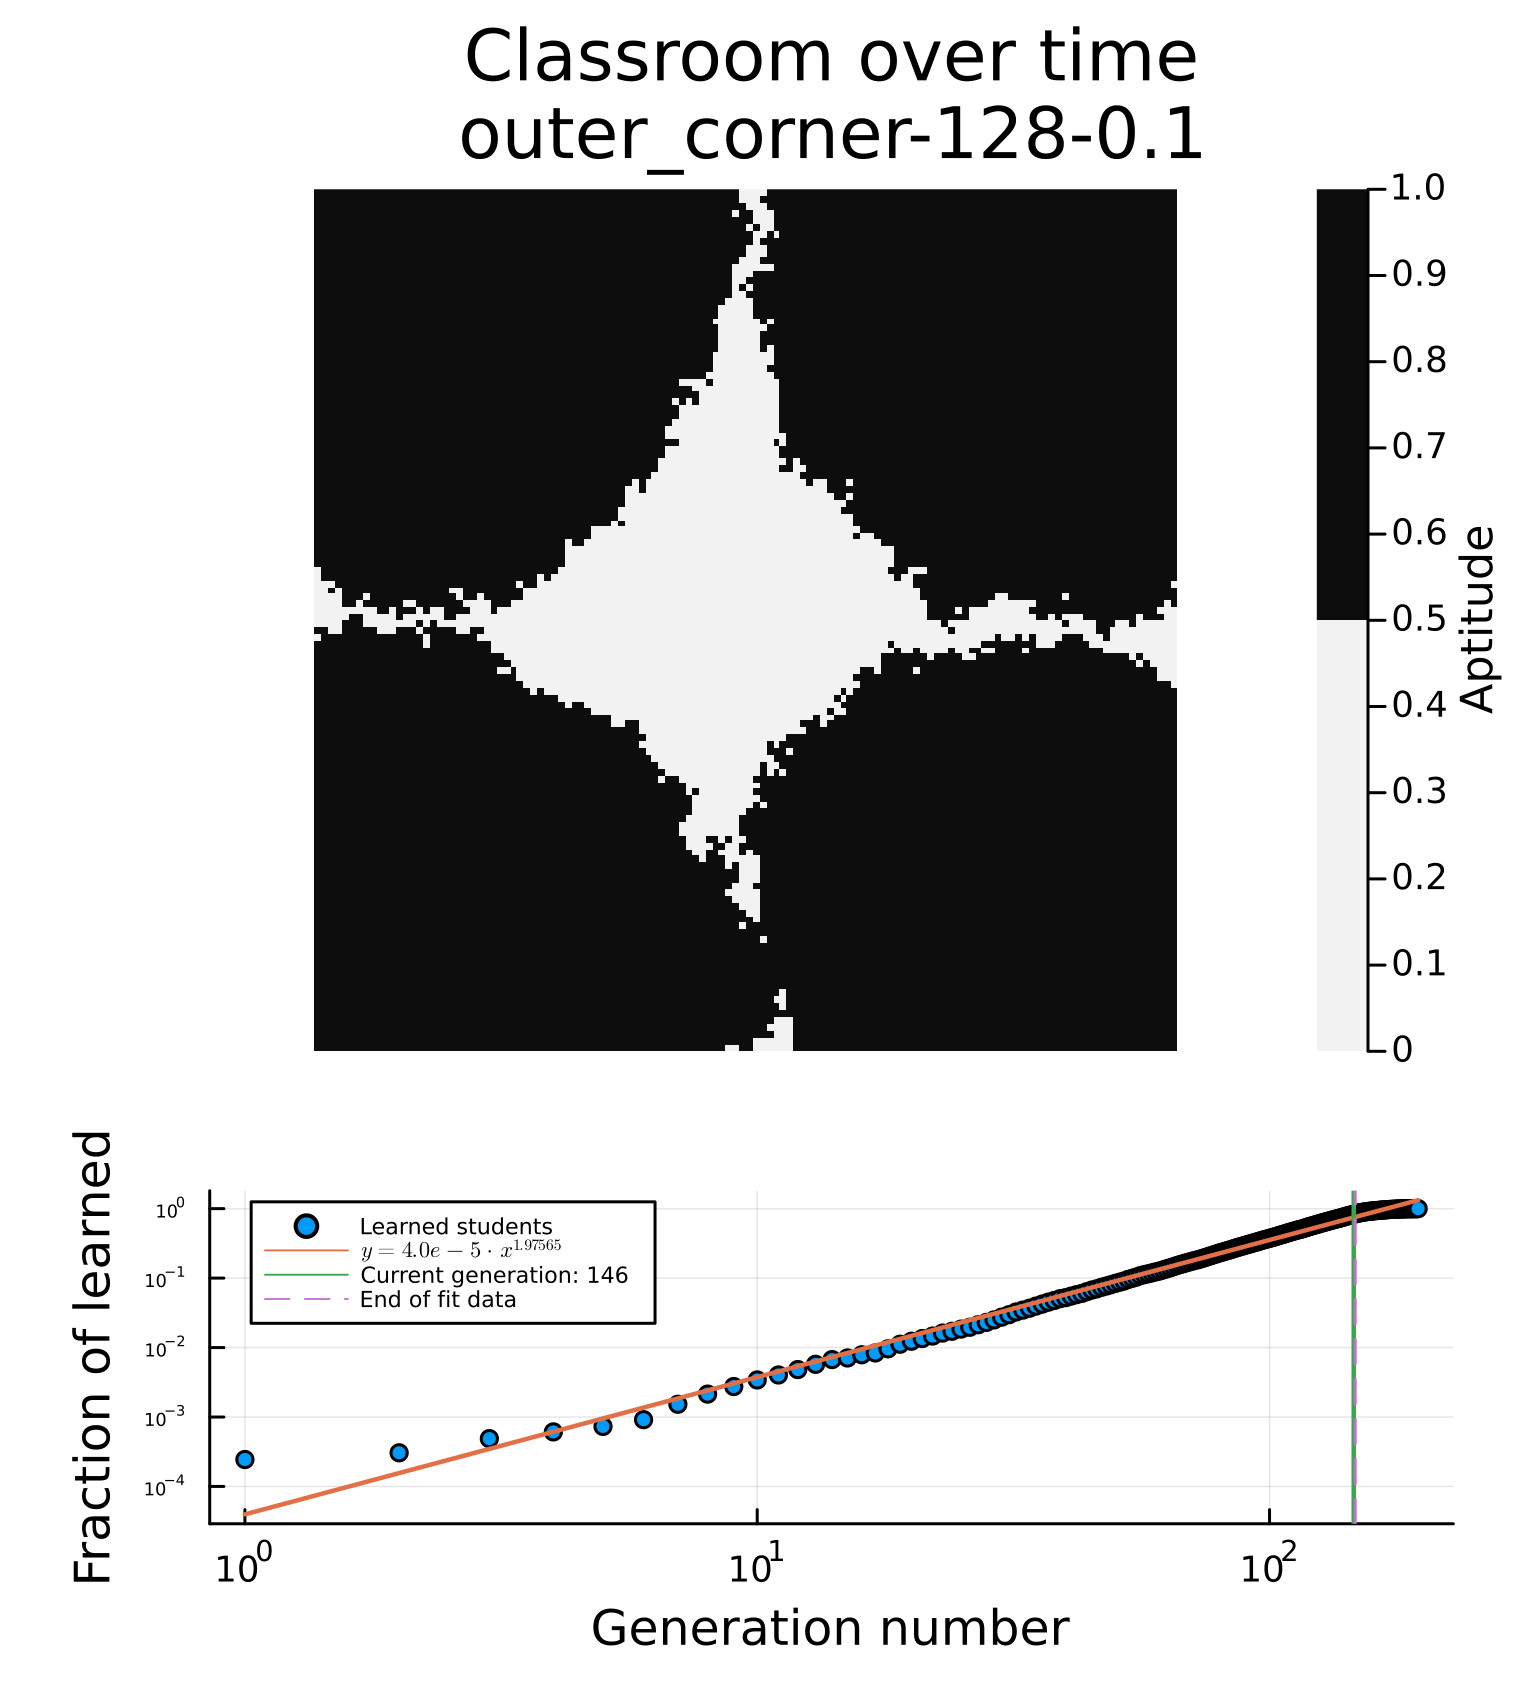 Classroom over time
outer_corner-128-0.1
1.0
0.9
0.8
0.7
0.6
0.5
0.4
0.3
0.2
0.1
0
Aptitude
Fraction of learned
10⁰
10⁻¹
10⁻²
10⁻³
10⁻⁴
Learned students
y = 4.0e − 5 · x^1.97565
Current generation: 146
End of fit data
10⁰ 10¹ 10²
Generation number